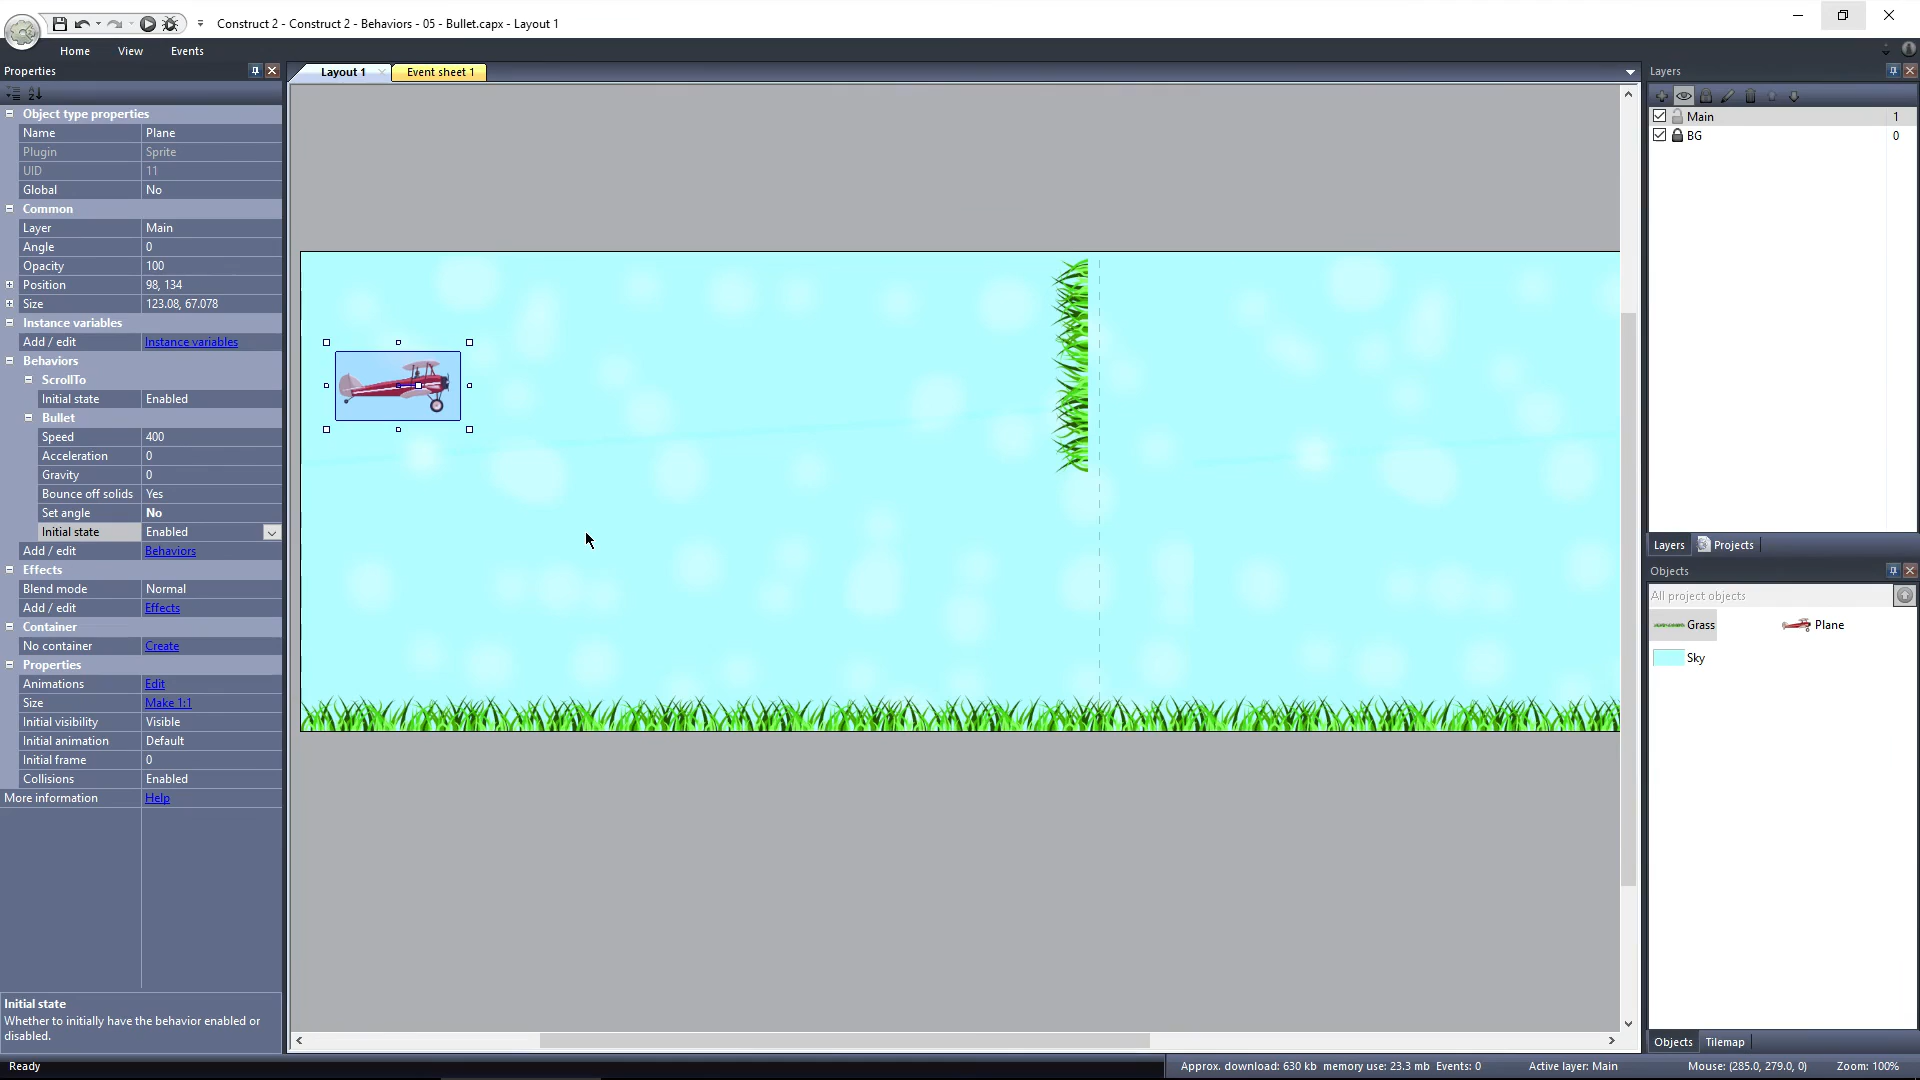 Construct 2 - Construct 2 - Behaviors - 05 - Bullet.capx - Layout 1
Home View Events
Properties
Object type properties
Name Plane
Plugin Sprite
UID 11
Global No
Common
Layer Main
Angle 0
Opacity 100
Position 98, 134
Size 123.08, 67.078
Instance variables
Add / edit Instance variables
Behaviors
ScrollTo
Initial state Enabled
Bullet
Speed 400
Acceleration 0
Gravity 0
Bounce off solids Yes
Set angle No
Initial state Enabled
Add / edit Behaviors
Effects
Blend mode Normal
Add / edit Effects
Container
No container Create
Properties
Animations Edit
Size Make 1:1
Initial visibility Visible
Initial animation Default
Initial frame 0
Collisions Enabled
More information Help
Initial state
Whether to initially have the behavior enabled or
disabled.
Ready
Layout 1 Event sheet 1
Layers
Main 1
BG 0
Layers Projects
Objects
All project objects
Grass Plane
Sky
Objects Tilemap
Approx. download: 630 kb memory use: 23.3 mb Events: 0 Active layer: Main Mouse: (285.0, 279.0, 0) Zoom: 100%